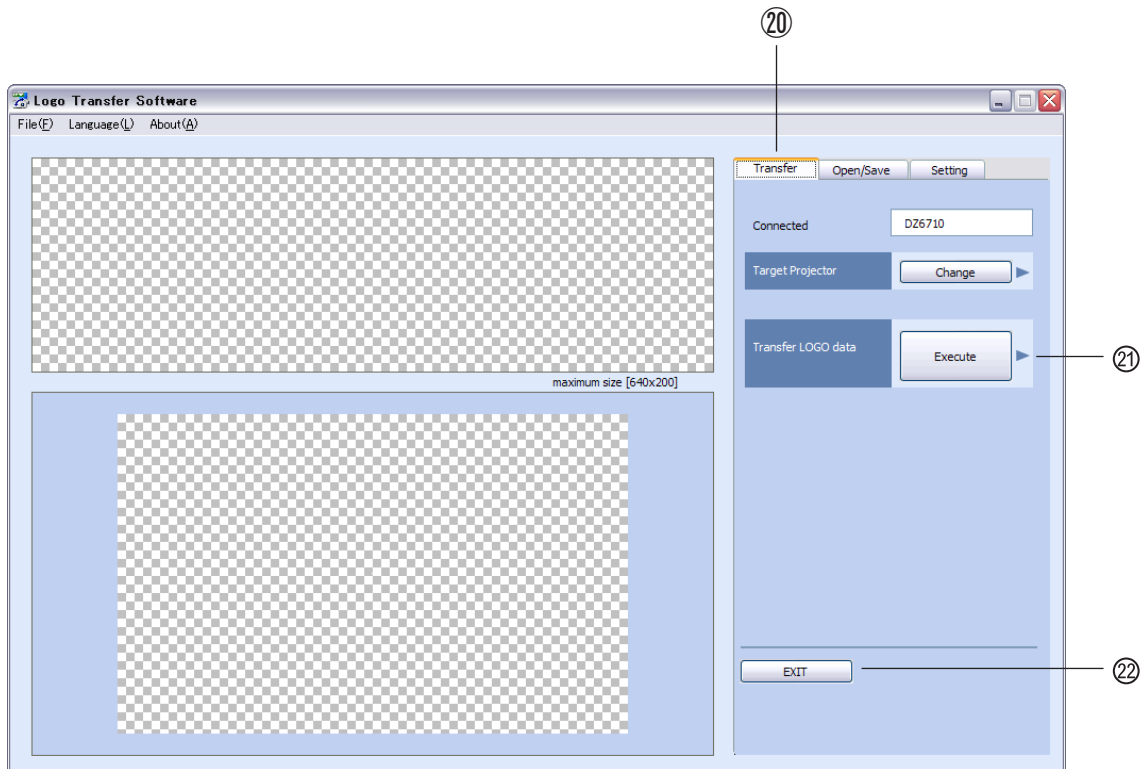 ⑳
Logo Transfer Software
File(F) Language(L) About(A)
Transfer Open/Save Setting
Connected DZ6710
Target Projector Change
Transfer LOGO data Execute
㉑
maximum size [640x200]
EXIT
㉒